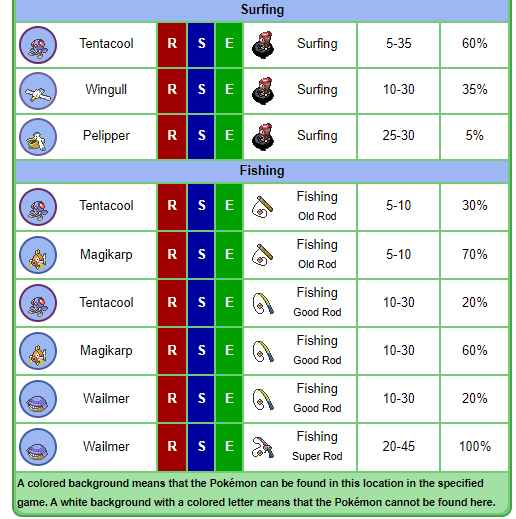 Surfing
Tentacool R S E Surfing 5-35 60%
Wingull R S E Surfing 10-30 35%
Pelipper R S E Surfing 25-30 5%
Fishing
Tentacool R S E Fishing Old Rod 5-10 30%
Magikarp R S E Fishing Old Rod 5-10 70%
Tentacool R S E Fishing Good Rod 10-30 20%
Magikarp R S E Fishing Good Rod 10-30 60%
Wailmer R S E Fishing Good Rod 10-30 20%
Wailmer R S E Fishing Super Rod 20-45 100%
A colored background means that the Pokémon can be found in this location in the specified
game. A white background with a colored letter means that the Pokémon cannot be found here.